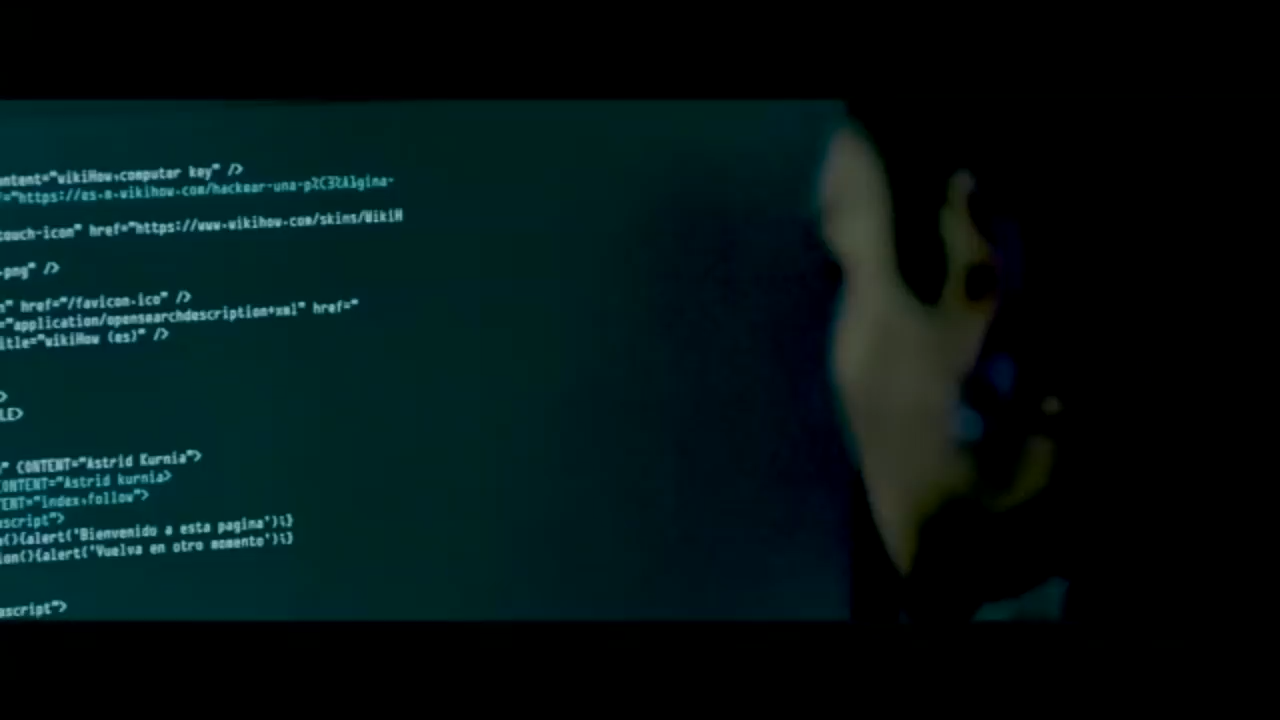 ontent="wikiHow,computer key" />
f="https://es-m-wikihow-com/hackear-una-p%C3%A1gina-
touch-icon" href="https://www-wikihow-com/skins/WikiH
-png" />
n" href="/favicon-ico" />
="application/opensearchdescription+xml" href="
itle="wikiHow (es)" />
>
LE>
" CONTENT="Astrid Kurnia">
CONTENT="Astrid kurnia>
TENT="index,follow">
ascript">
n(){alert('Bienvenido a esta pagina');}
ion(){alert('Vuelva en otro momento');}
ascript">